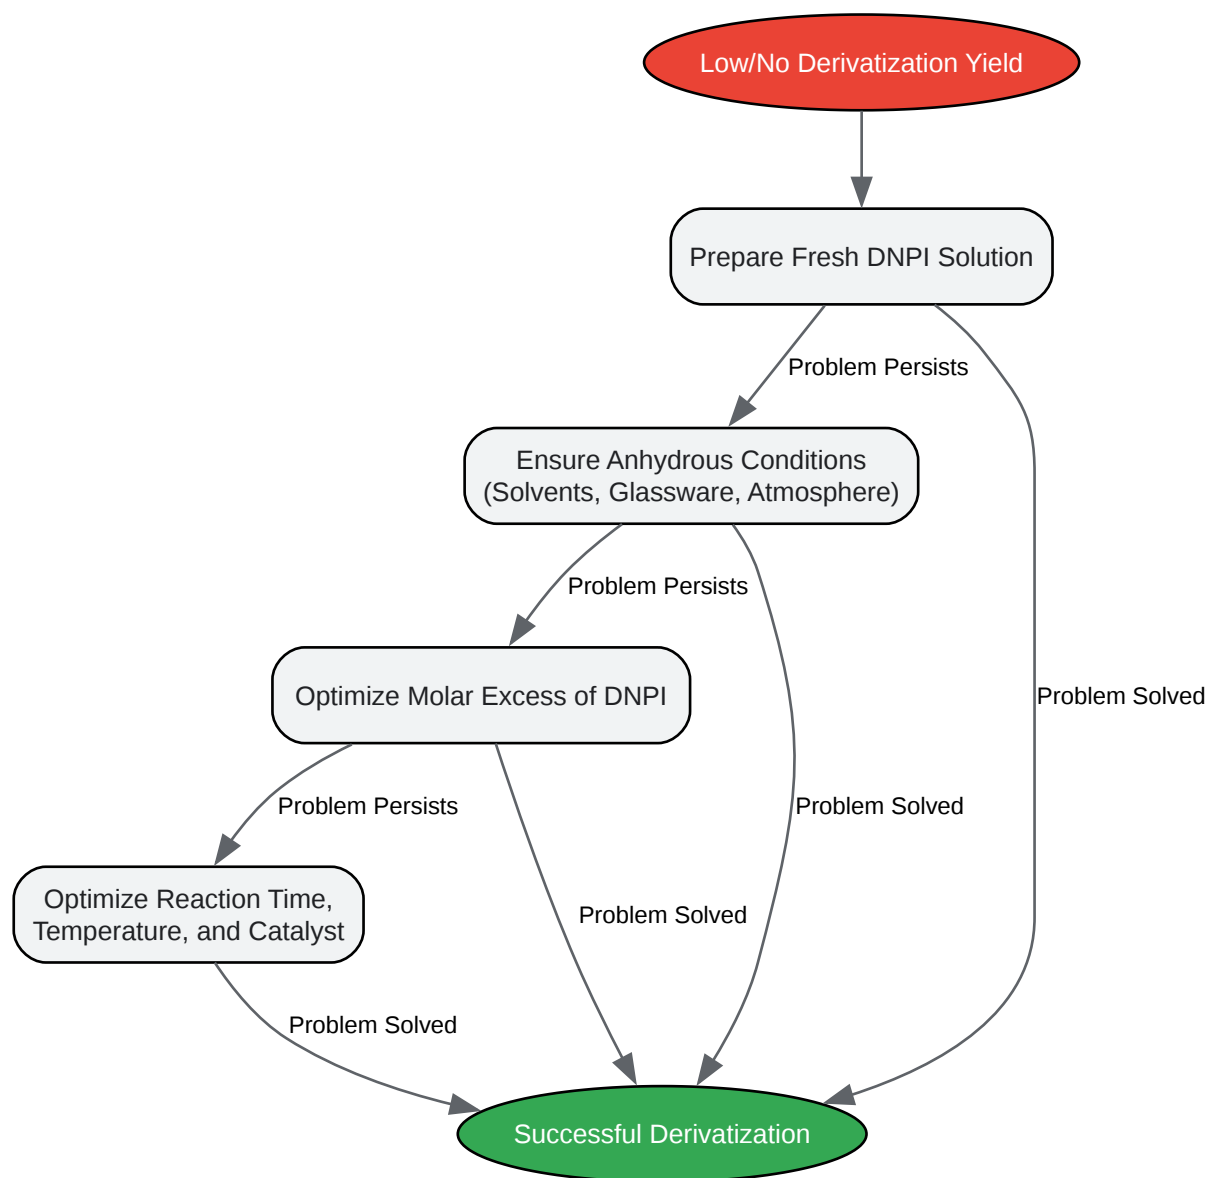 Low/No Derivatization Yield
Prepare Fresh DNPI Solution
Problem Persists
Ensure Anhydrous Conditions
(Solvents, Glassware, Atmosphere)
Problem Persists
Optimize Molar Excess of DNPI
Problem Solved
Problem Persists
Problem Solved
Optimize Reaction Time,
Temperature, and Catalyst
Problem Solved
Problem Solved
Successful Derivatization